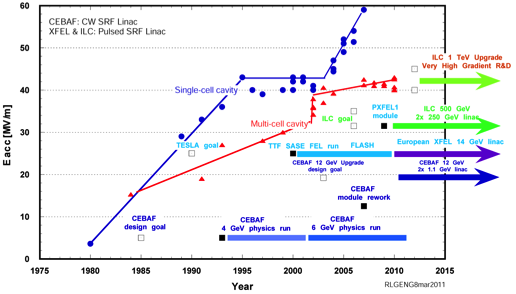 CEBAF: CW SRF Linac
XFEL & ILC: Pulsed SRF Linac
ILC 1 TeV Upgrade
Very High Gradient R&D
Single-cell cavity
Multi-cell cavity
ILC goal
PXFEL1
module
ILC 500 GeV
2x 250 GeV linac
TESLA goal
TTF SASE FEL run FLASH
European XFEL 14 GeV linac
CEBAF 12 GeV Upgrade
design goal
CEBAF 12 GeV
2x 1.1 GeV linac
CEBAF
module rework
CEBAF
design goal
CEBAF
4 GeV physics run
CEBAF
6 GeV physics run
Eacc [MV/m]
60
50
40
30
20
10
0
1975 1980 1985 1990 1995 2001 2005 2010 2015
Year
RLGENG8mar2011